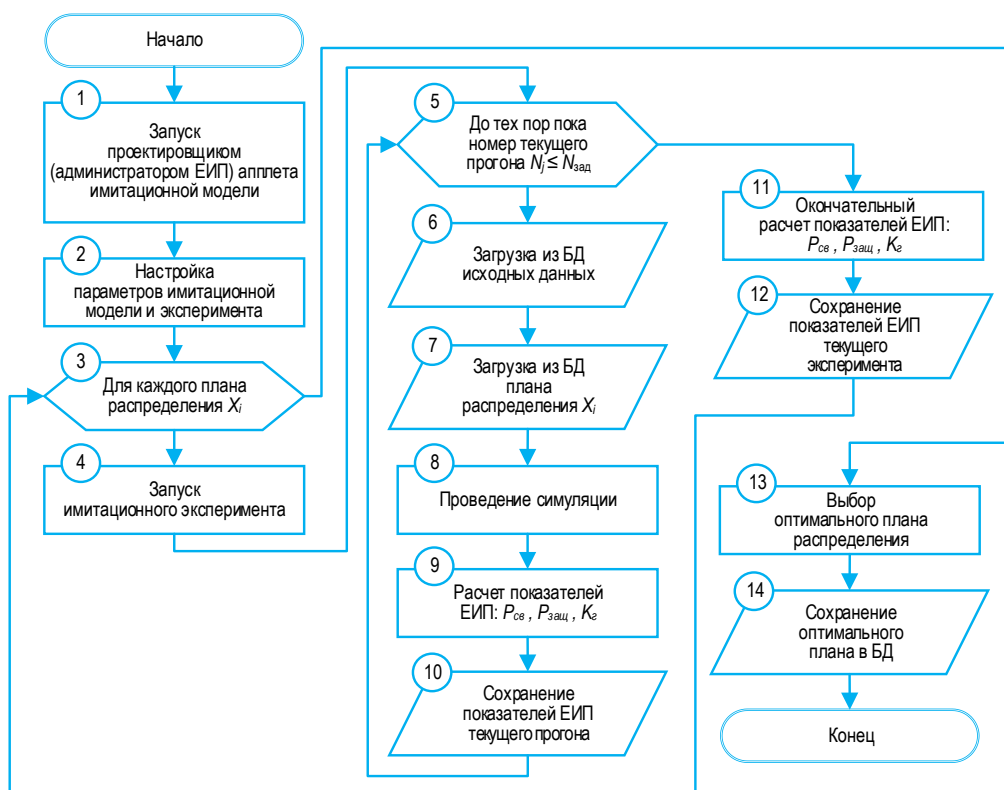 Начало
1
Запуск
проектировщиком
(администратором ЕИП) апплета
имитационной модели
2
Настройка
параметров имитационной
модели и эксперимента
3
Для каждого плана
распределения Xi
4
Запуск
имитационного эксперимента
5
До тех пор пока
номер текущего
прогона Nj ≤ Nзад
6
Загрузка из БД
исходных данных
7
Загрузка из БД
плана
распределения Xi
8
Проведение симуляции
9
Расчет показателей
ЕИП: Pсв , Pзащ , Kг
10
Сохранение
показателей ЕИП
текущего прогона
11
Окончательный
расчет показателей ЕИП:
Pсв , Pзащ , Kг
12
Сохранение
показателей ЕИП
текущего
эксперимента
13
Выбор
оптимального плана
распределения
14
Сохранение
оптимального
плана в БД
Конец